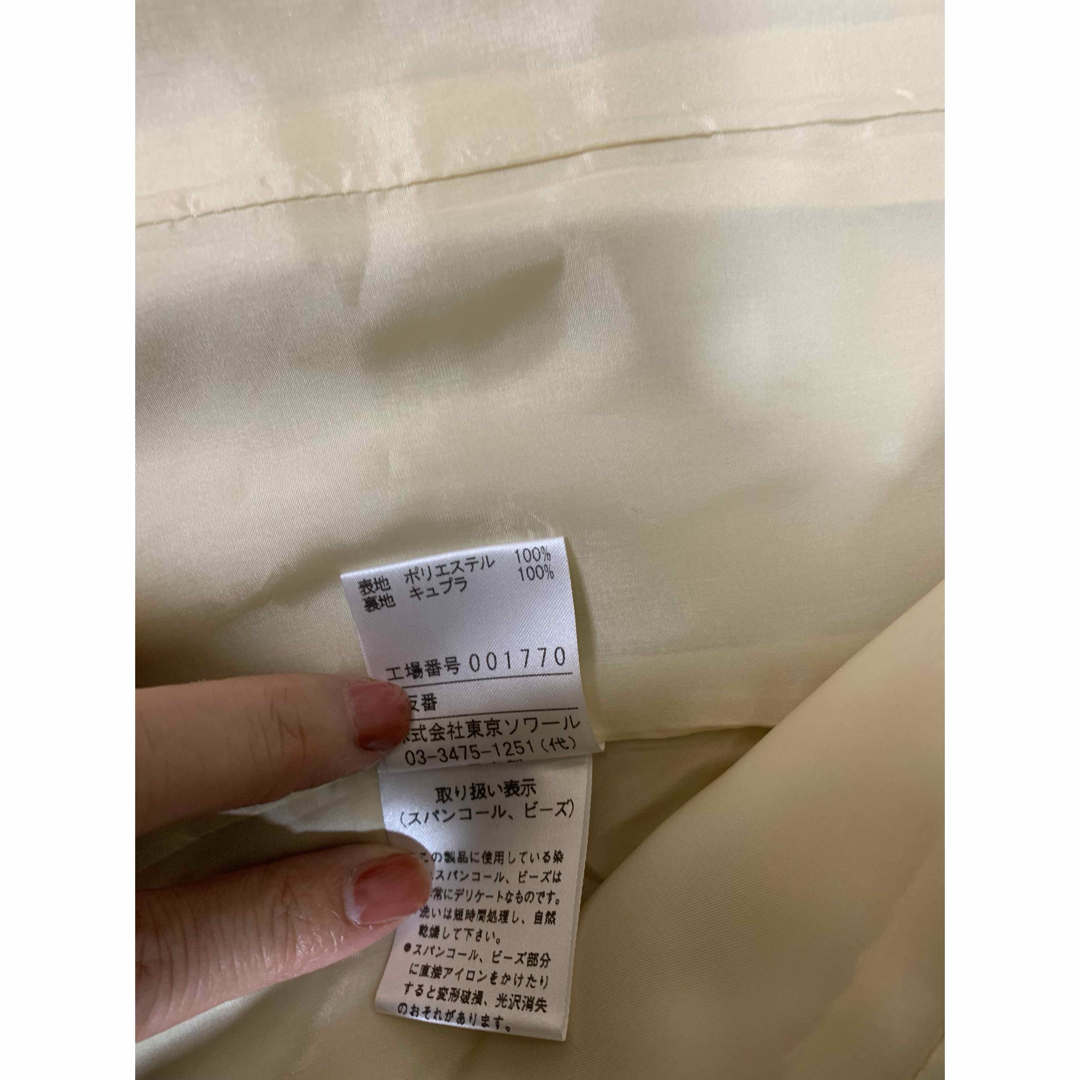 表地 ポリエステル 100%
裏地 キュプラ 100%
工場番号 001770
反番
式会社東京ソワール
03-3475-1251(代)
取り扱い表示
(スパンコール、ビーズ)
この製品に使用している染
スパンコール、ビーズは
常にデリケートなものです。
洗いは短時間処理し、自然
乾燥して下さい。
●スパンコール、ビーズ部分
に直接アイロンをかけたり
すると変形破損、光沢消失
のおそれがあります。